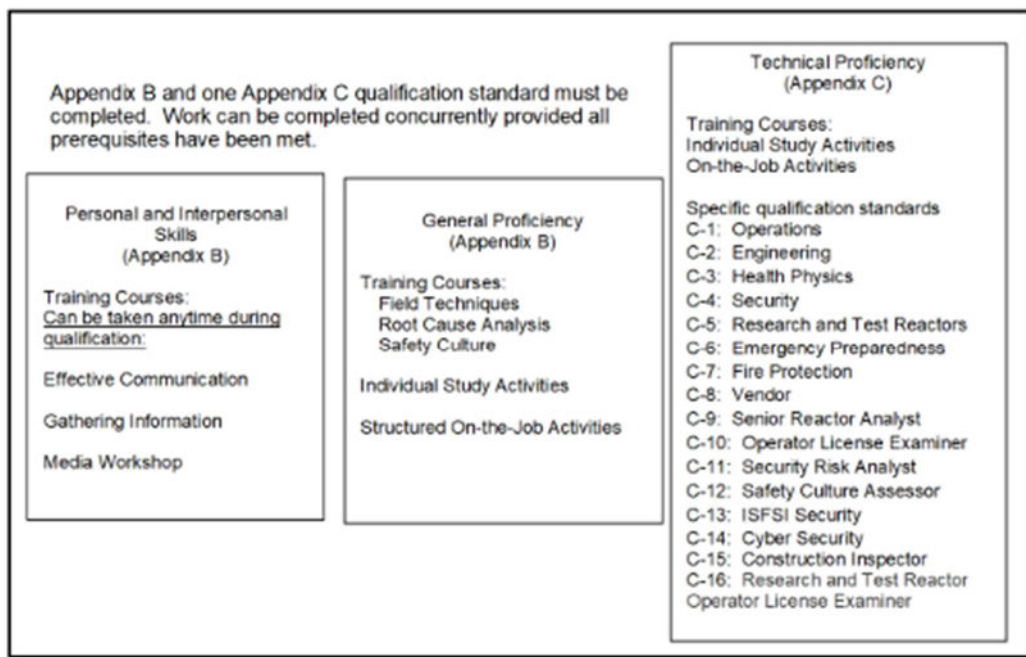 Appendix B and one Appendix C qualification standard must be
completed.  Work can be completed concurrently provided all
prerequisites have been met.
Personal and Interpersonal
Skills
(Appendix B)
Training Courses:
Can be taken anytime during
qualification:
Effective Communication
Gathering Information
Media Workshop
General Proficiency
(Appendix B)
Training Courses:
Field Techniques
Root Cause Analysis
Safety Culture
Individual Study Activities
Structured On-the-Job Activities
Technical Proficiency
(Appendix C)
Training Courses:
Individual Study Activities
On-the-Job Activities
Specific qualification standards
C-1:  Operations
C-2:  Engineering
C-3:  Health Physics
C-4:  Security
C-5:  Research and Test Reactors
C-6:  Emergency Preparedness
C-7:  Fire Protection
C-8:  Vendor
C-9:  Senior Reactor Analyst
C-10:  Operator License Examiner
C-11:  Security Risk Analyst
C-12:  Safety Culture Assessor
C-13:  ISFSI Security
C-14:  Cyber Security
C-15:  Construction Inspector
C-16:  Research and Test Reactor
Operator License Examiner